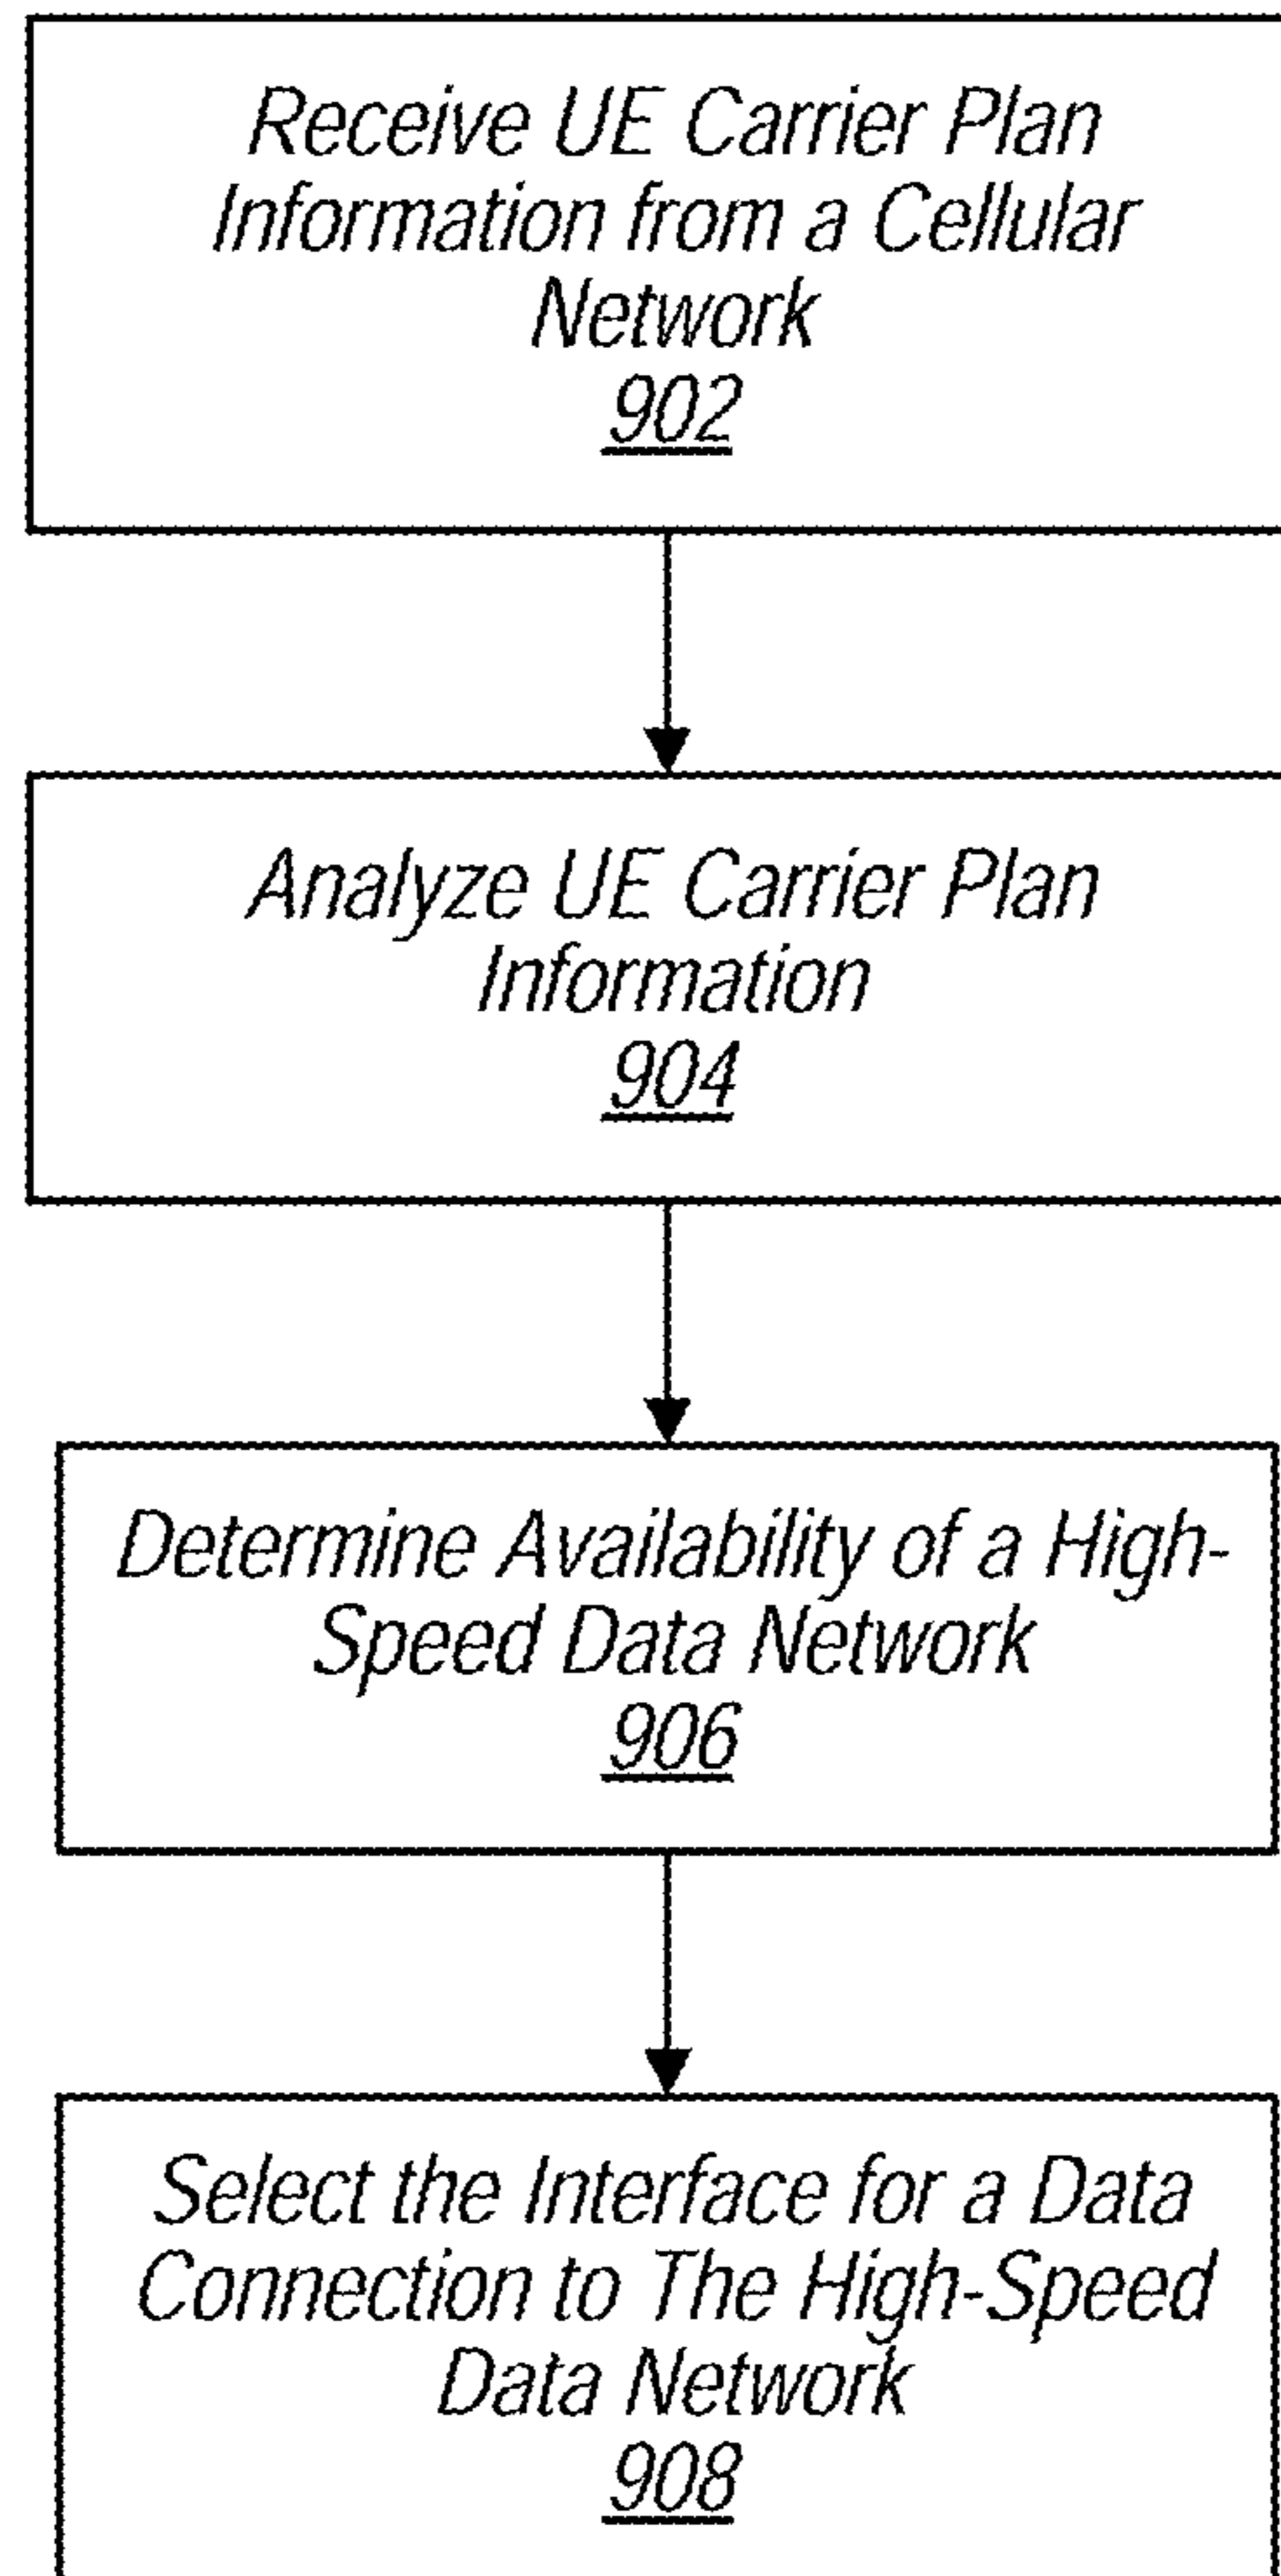 Receive UE Carrier Plan
Information from a Cellular
Network
902
Analyze UE Carrier Plan
Information
904
Determine Availability of a High-
Speed Data Network
906
Select the Interface for a Data
Connection to The High-Speed
Data Network
908